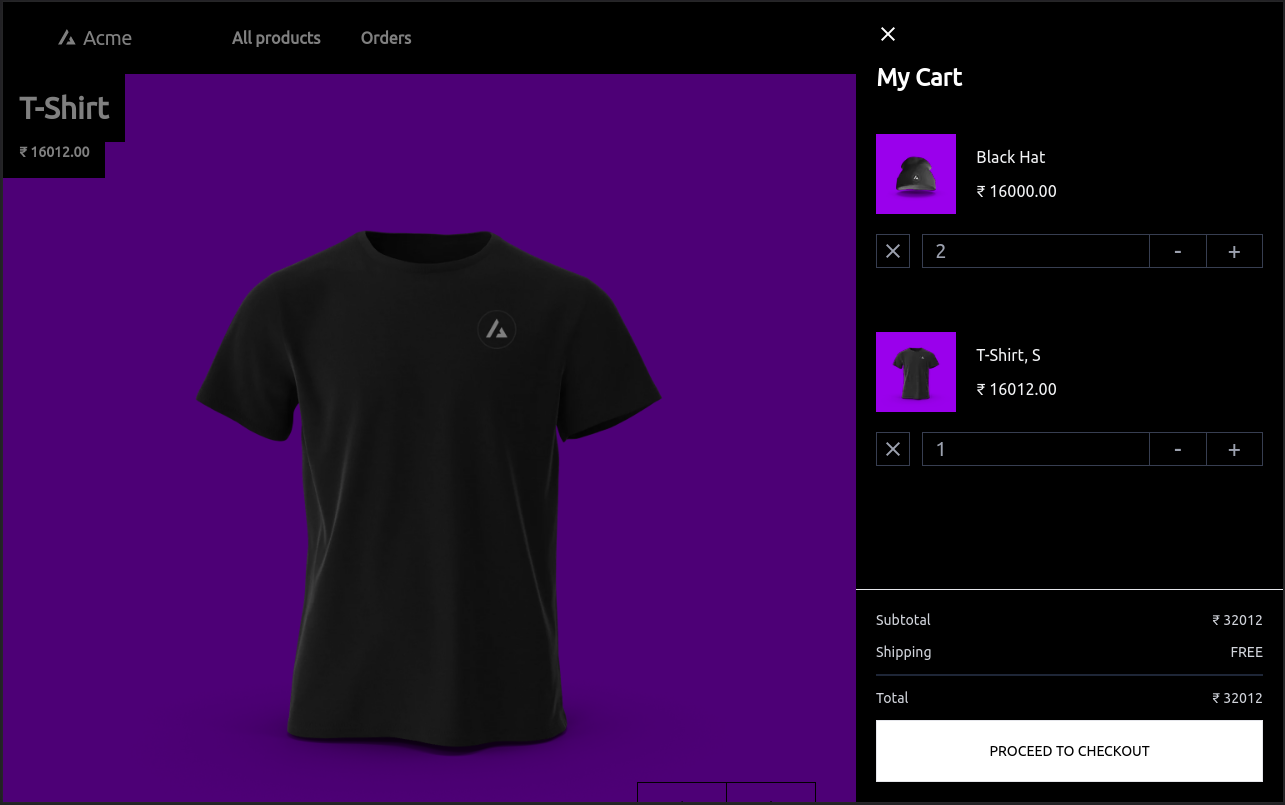 Acme
All products
Orders
T-Shirt
₹ 16012.00
My Cart
Black Hat
₹ 16000.00
2 - +
T-Shirt, S
₹ 16012.00
1 - +
Subtotal ₹ 32012
Shipping FREE
Total ₹ 32012
PROCEED TO CHECKOUT